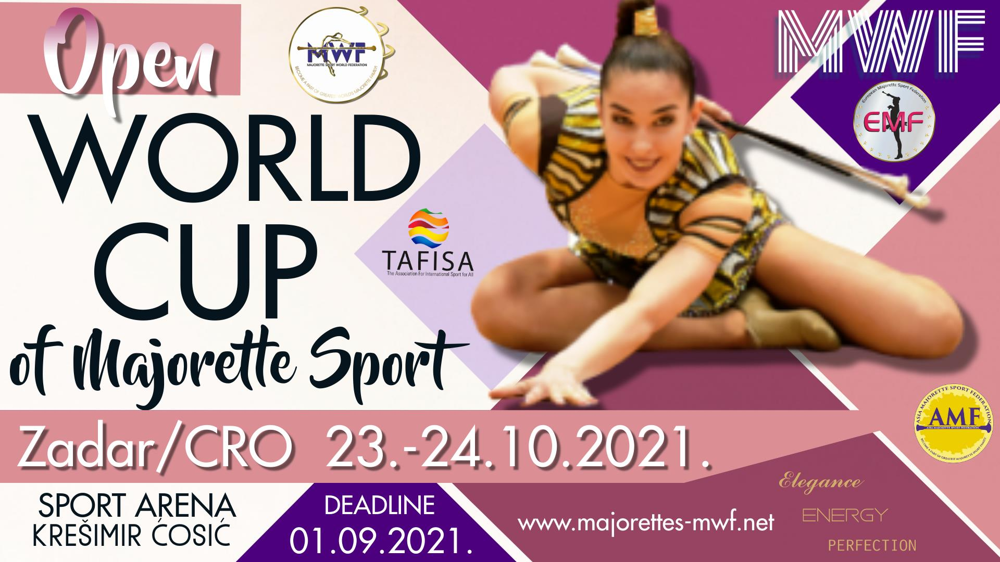 Open
WORLD
CUP
of Majorette Sport
MWF
MAJORETTE SPORT WORLD FEDERATION
BECOME A PART OF GREATEST WORLD'S MAJORETTE FAMILY!
TAFISA
The Association For International Sport for All
MWF
European Majorette Sport Federation
EMF
ASIA MAJORETTE SPORT FEDERATION
AMF
ASIA MAJORETTE SPORT FEDERATION
BECOME A PART OF GREATEST MAJORETTE SPORT FAMILY
Zadar/CRO 23.-24.10.2021.
SPORT ARENA
KREŠIMIR ĆOSIĆ
DEADLINE
01.09.2021.
www.majorettes-mwf.net
Elegance
ENERGY
PERFECTION